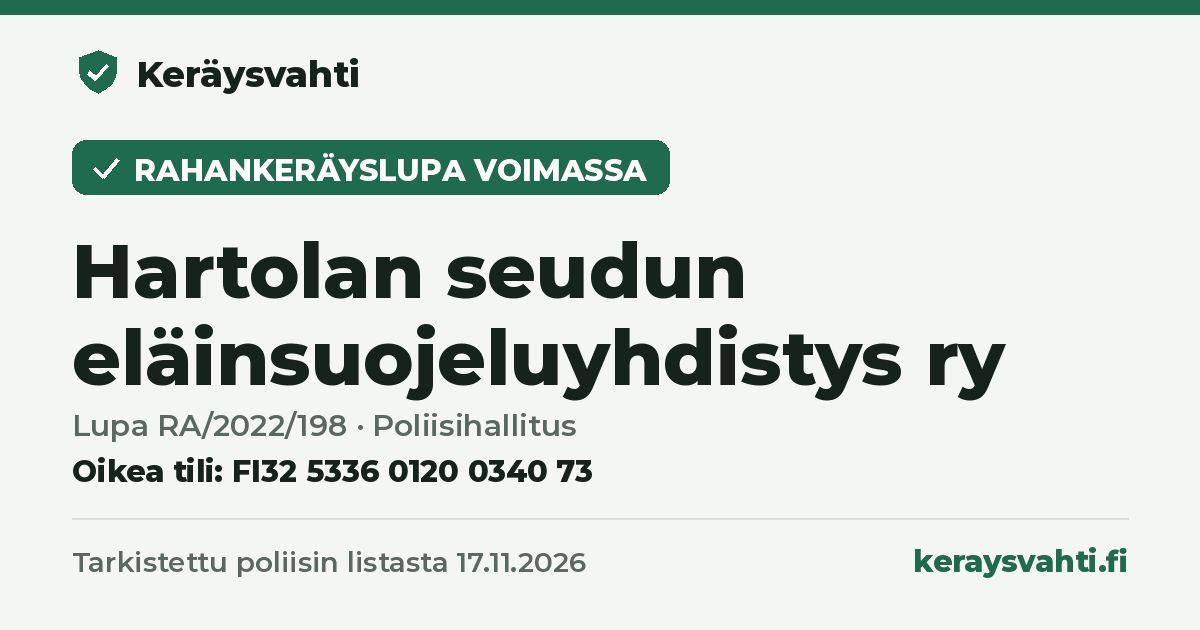 Keräysvahti
RAHANKERÄYSLUPA VOIMASSA
Hartolan seudun
eläinsuojeluyhdistys ry
Lupa RA/2022/198 · Poliisihallitus
Oikea tili: FI32 5336 0120 0340 73
Tarkistettu poliisin listasta 17.11.2026
keraysvahti.fi